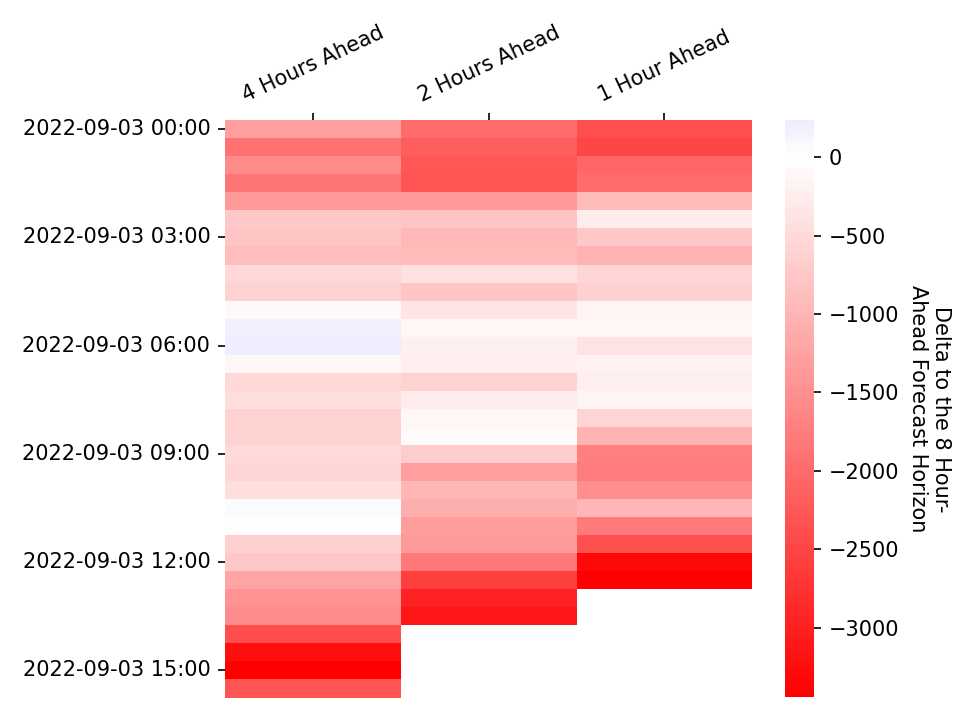 4 Hours Ahead
2 Hours Ahead
1 Hour Ahead
2022-09-03 00:00
2022-09-03 03:00
2022-09-03 06:00
2022-09-03 09:00
2022-09-03 12:00
2022-09-03 15:00
0
−500
−1000
−1500
−2000
−2500
−3000
Delta to the 8 Hour-
Ahead Forecast Horizon